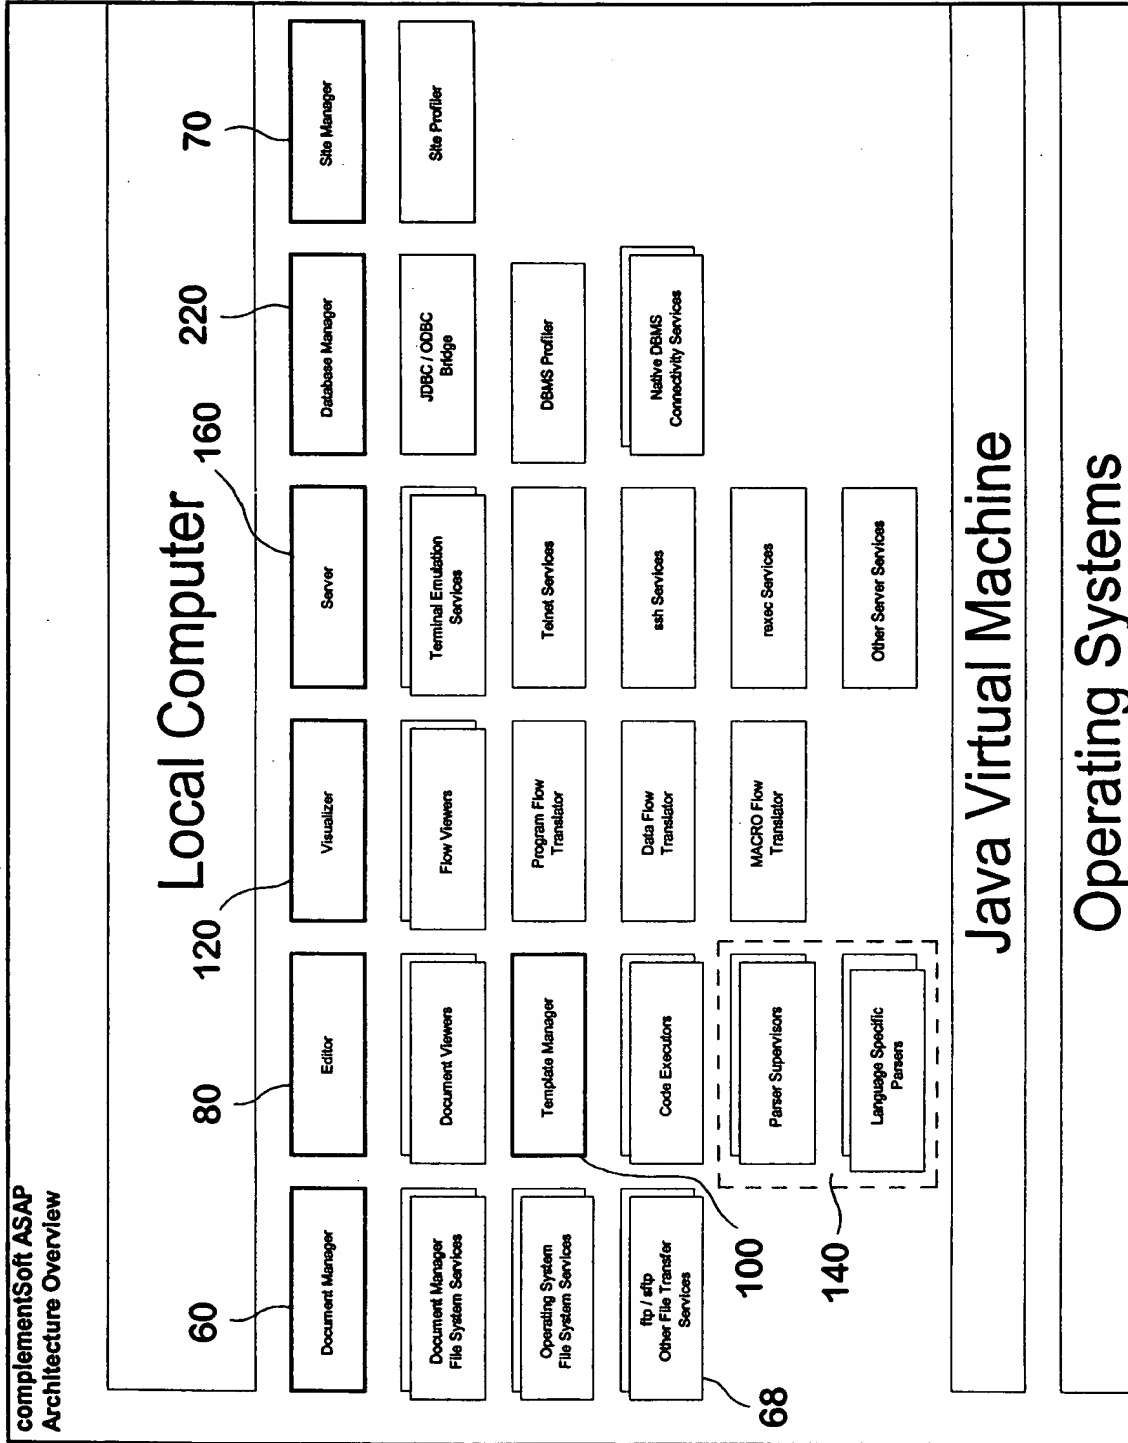 complementSoft ASAP
Architecture Overview
Local Computer
60
80
120
160
220
70
Document Manager
Editor
Visualizer
Server
Database Manager
Site Manager
Document Manager
File System Services
Document Viewers
Flow Viewers
Terminal Emulation
Services
JDBC / ODBC
Bridge
Site Profiler
Operating System
File System Services
Template Manager
Program Flow
Translator
Telnet Services
DBMS Profiler
ftp / sftp
Other File Transfer
Services
Code Executors
Data Flow
Translator
ssh Services
Native DBMS
Connectivity Services
Parser Supervisors
MACRO Flow
Translator
rexec Services
Language Specific
Parsers
Other Server Services
68
100
140
Java Virtual Machine
Operating Systems